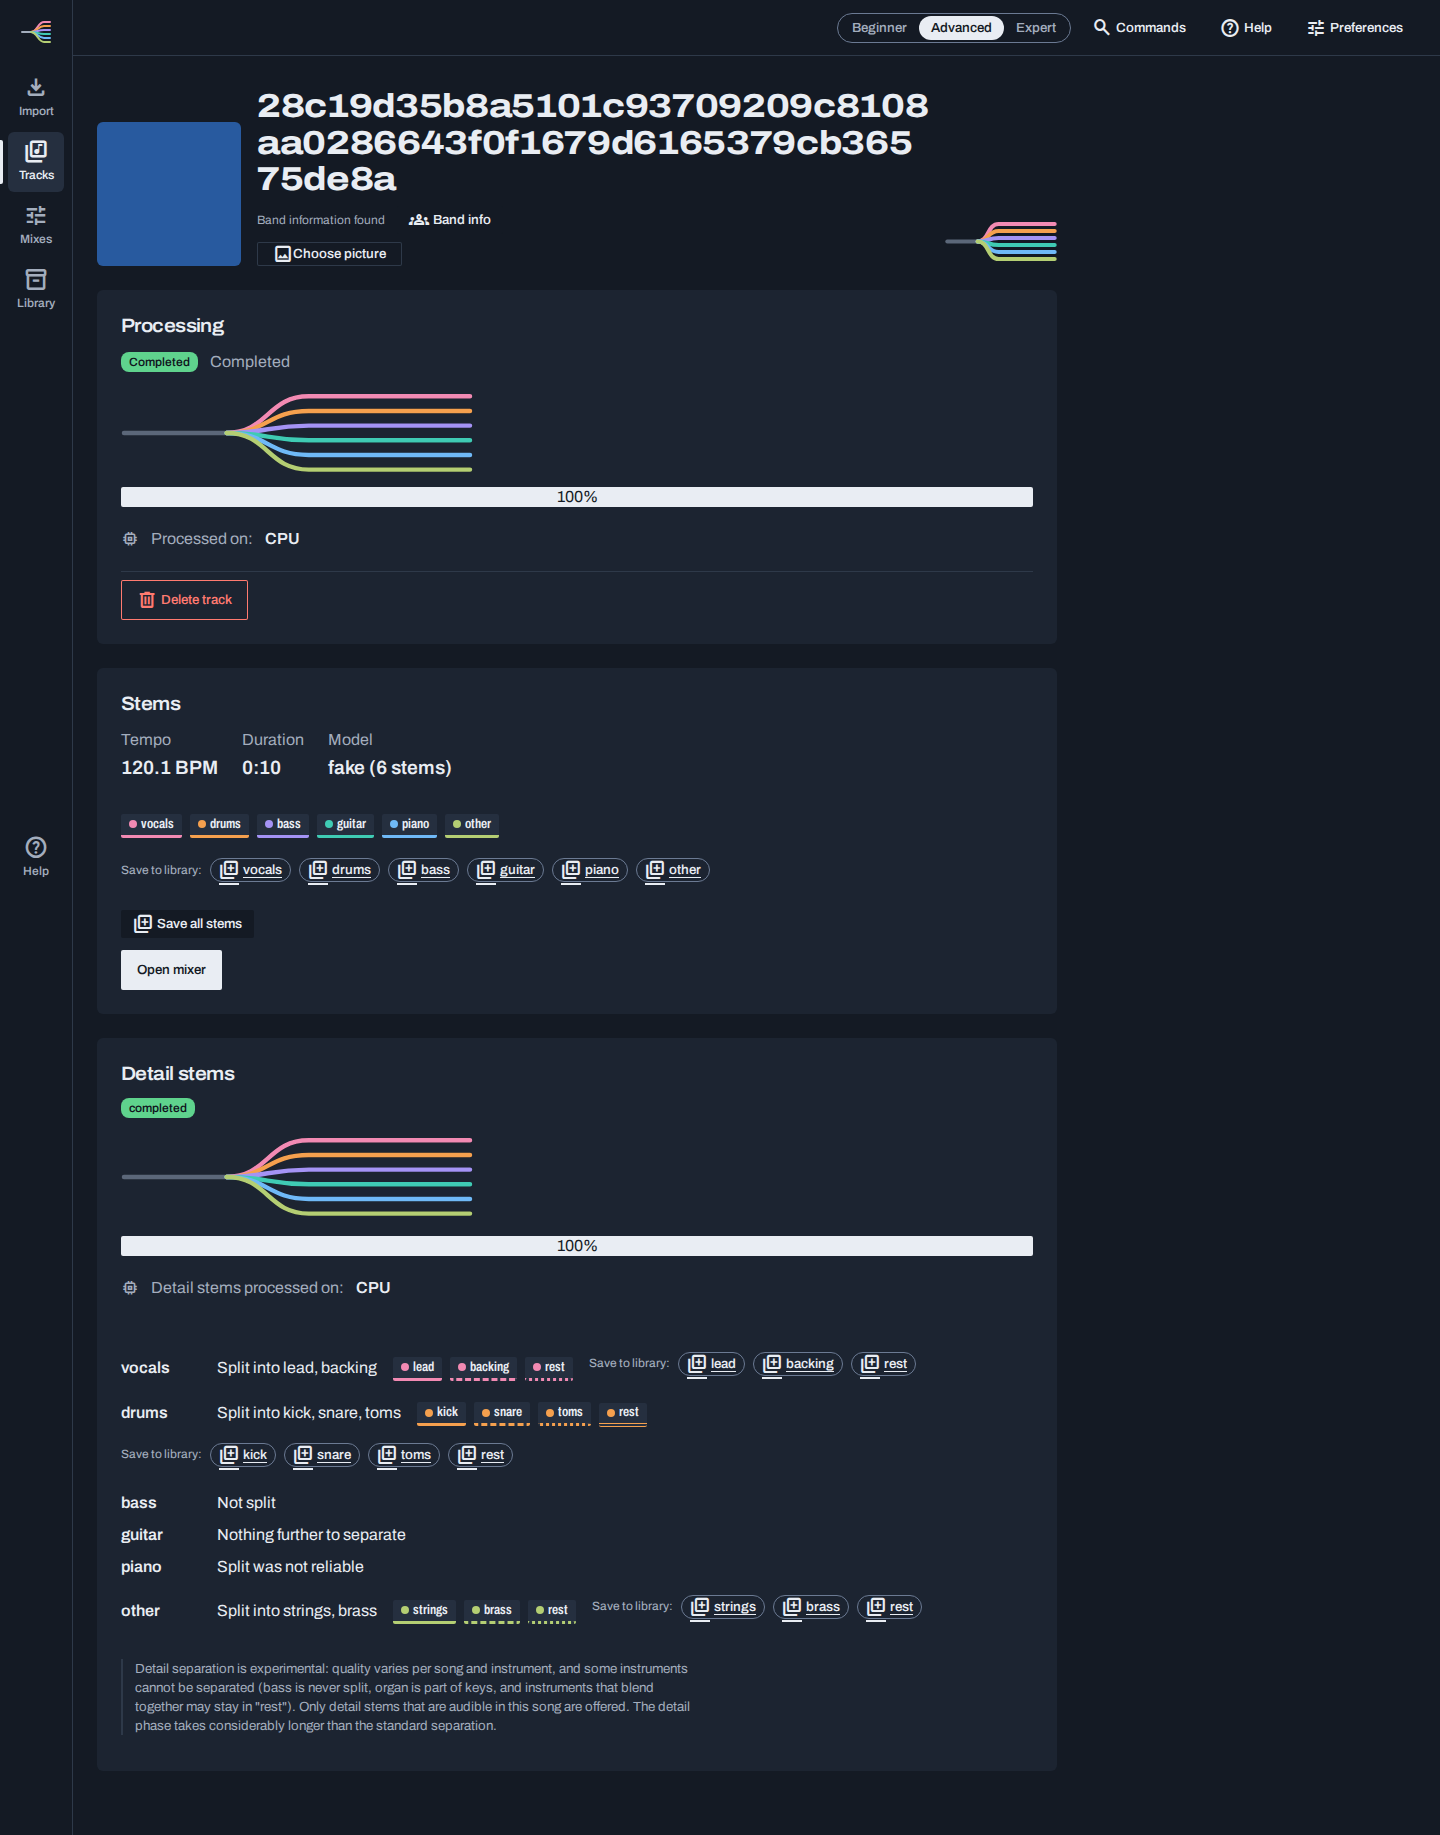 Beginner Advanced Expert Commands Help Preferences
Import
Tracks
Mixes
Library
Help
28c19d35b8a5101c93709209c8108
aa0286643f0f1679d6165379cb365
75de8a
Band information found Band info
Choose picture
Processing
Completed Completed
100%
Processed on: CPU
Delete track
Stems
Tempo Duration Model
120.1 BPM 0:10 fake (6 stems)
vocals drums bass guitar piano other
Save to library: vocals drums bass guitar piano other
Save all stems
Open mixer
Detail stems
completed
100%
Detail stems processed on: CPU
vocals Split into lead, backing lead backing rest Save to library: lead backing rest
drums Split into kick, snare, toms kick snare toms rest
Save to library: kick snare toms rest
bass Not split
guitar Nothing further to separate
piano Split was not reliable
other Split into strings, brass strings brass rest Save to library: strings brass rest
Detail separation is experimental: quality varies per song and instrument, and some instruments
cannot be separated (bass is never split, organ is part of keys, and instruments that blend
together may stay in "rest"). Only detail stems that are audible in this song are offered. The detail
phase takes considerably longer than the standard separation.